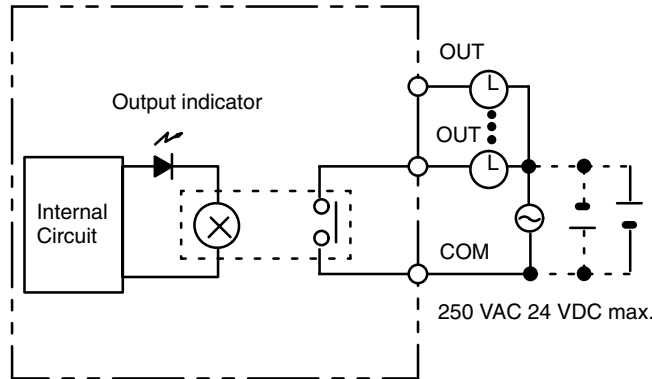 OUT
L
Output indicator
OUT
L
Internal
Circuit
COM
250 VAC 24 VDC max.